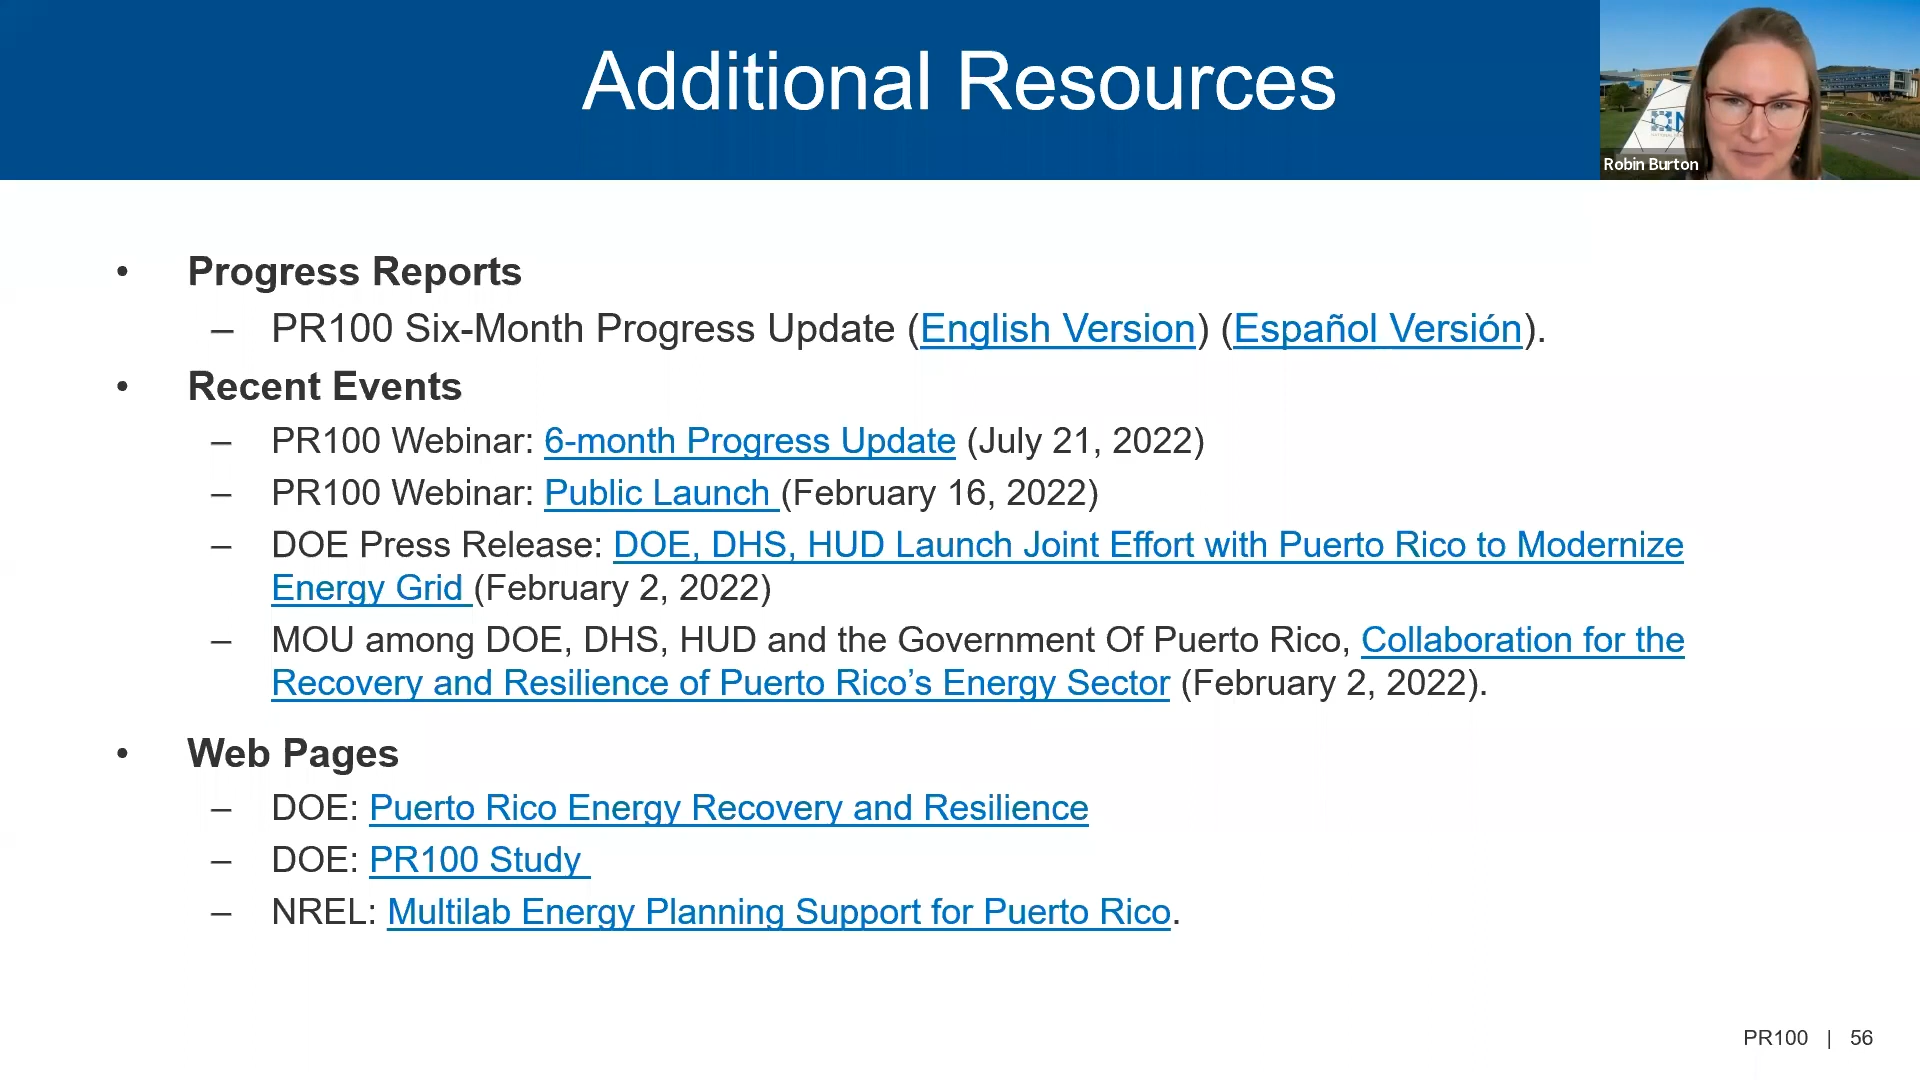 Additional Resources
Robin Burton
• Progress Reports
– PR100 Six-Month Progress Update (English Version) (Español Versión).
• Recent Events
– PR100 Webinar: 6-month Progress Update (July 21, 2022)
– PR100 Webinar: Public Launch (February 16, 2022)
– DOE Press Release: DOE, DHS, HUD Launch Joint Effort with Puerto Rico to Modernize
Energy Grid (February 2, 2022)
– MOU among DOE, DHS, HUD and the Government Of Puerto Rico, Collaboration for the
Recovery and Resilience of Puerto Rico’s Energy Sector (February 2, 2022).
• Web Pages
– DOE: Puerto Rico Energy Recovery and Resilience
– DOE: PR100 Study
– NREL: Multilab Energy Planning Support for Puerto Rico.
PR100 | 56